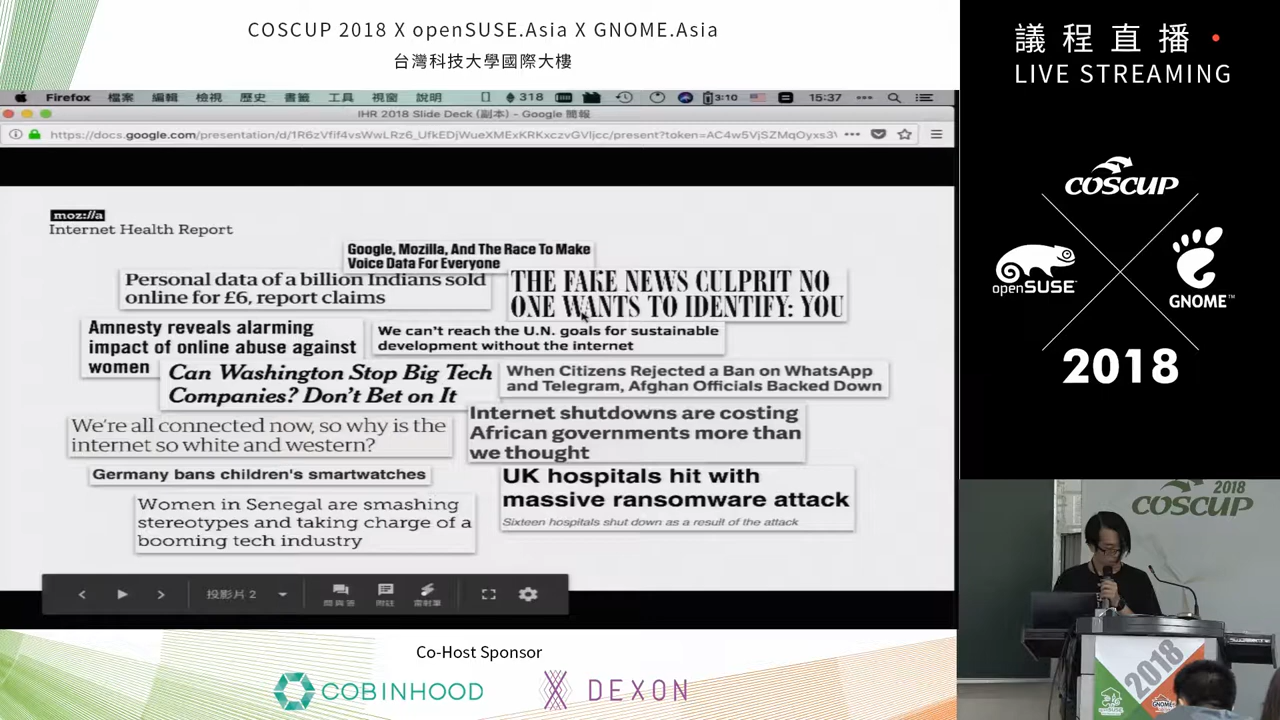 COSCUP 2018 X openSUSE.Asia X GNOME.Asia
台灣科技大學國際大樓
議程直播
LIVE STREAMING
Firefox 檔案 編輯 檢視 歷史 書籤 工具 視窗 說明 318 3:10 15:37
IHR 2018 Slide Deck (副本) - Google 簡報
moz://a
Internet Health Report
Google, Mozilla, And The Race To Make
Voice Data For Everyone
Personal data of a billion Indians sold
online for £6, report claims
THE FAKE NEWS CULPRIT NO
ONE WANTS TO IDENTIFY: YOU
Amnesty reveals alarming
impact of online abuse against
women
We can't reach the U.N. goals for sustainable
development without the internet
Can Washington Stop Big Tech
Companies? Don't Bet on It
When Citizens Rejected a Ban on WhatsApp
and Telegram, Afghan Officials Backed Down
We're all connected now, so why is the
internet so white and western?
Internet shutdowns are costing
African governments more than
we thought
Germany bans children's smartwatches
UK hospitals hit with
massive ransomware attack
Sixteen hospitals shut down as a result of the attack
Women in Senegal are smashing
stereotypes and taking charge of a
booming tech industry
投影片 2
Co-Host Sponsor
COBINHOOD
DEXON
COSCUP
openSUSE
GNOME™
2018
2018
COSCUP
2018